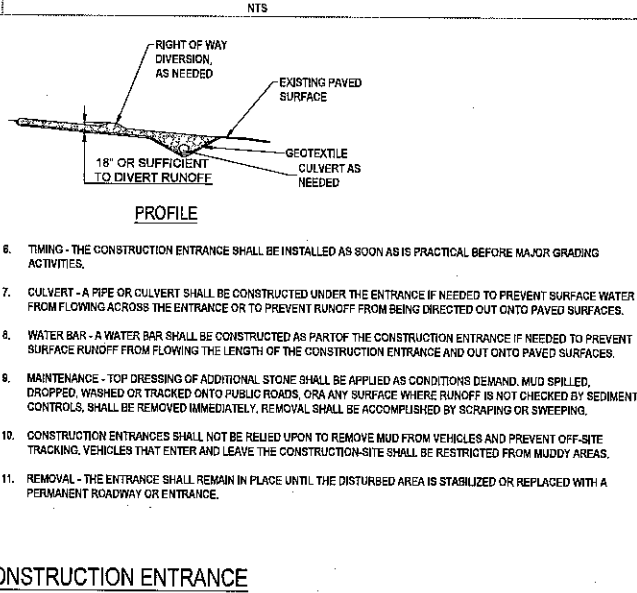 NTS
RIGHT OF WAY
DIVERSION,
AS NEEDED
EXISTING PAVED
SURFACE
GEOTEXTILE
CULVERT AS
NEEDED
18" OR SUFFICIENT
TO DIVERT RUNOFF
PROFILE
6. TIMING - THE CONSTRUCTION ENTRANCE SHALL BE INSTALLED AS SOON AS IS PRACTICAL BEFORE MAJOR GRADING
ACTIVITIES.
7. CULVERT - A PIPE OR CULVERT SHALL BE CONSTRUCTED UNDER THE ENTRANCE IF NEEDED TO PREVENT SURFACE WATER
FROM FLOWING ACROSS THE ENTRANCE OR TO PREVENT RUNOFF FROM BEING DIRECTED OUT ONTO PAVED SURFACES.
8. WATER BAR - A WATER BAR SHALL BE CONSTRUCTED AS PARTOF THE CONSTRUCTION ENTRANCE IF NEEDED TO PREVENT
SURFACE RUNOFF FROM FLOWING THE LENGTH OF THE CONSTRUCTION ENTRANCE AND OUT ONTO PAVED SURFACES.
9. MAINTENANCE - TOP DRESSING OF ADDITIONAL STONE SHALL BE APPLIED AS CONDITIONS DEMAND. MUD SPILLED,
DROPPED, WASHED OR TRACKED ONTO PUBLIC ROADS, ORA ANY SURFACE WHERE RUNOFF IS NOT CHECKED BY SEDIMENT
CONTROLS, SHALL BE REMOVED IMMEDIATELY, REMOVAL SHALL BE ACCOMPLISHED BY SCRAPING OR SWEEPING.
10. CONSTRUCTION ENTRANCES SHALL NOT BE RELIED UPON TO REMOVE MUD FROM VEHICLES AND PREVENT OFF-SITE
TRACKING. VEHICLES THAT ENTER AND LEAVE THE CONSTRUCTION-SITE SHALL BE RESTRICTED FROM MUDDY AREAS.
11. REMOVAL - THE ENTRANCE SHALL REMAIN IN PLACE UNTIL THE DISTURBED AREA IS STABILIZED OR REPLACED WITH A
PERMANENT ROADWAY OR ENTRANCE.
ONSTRUCTION ENTRANCE